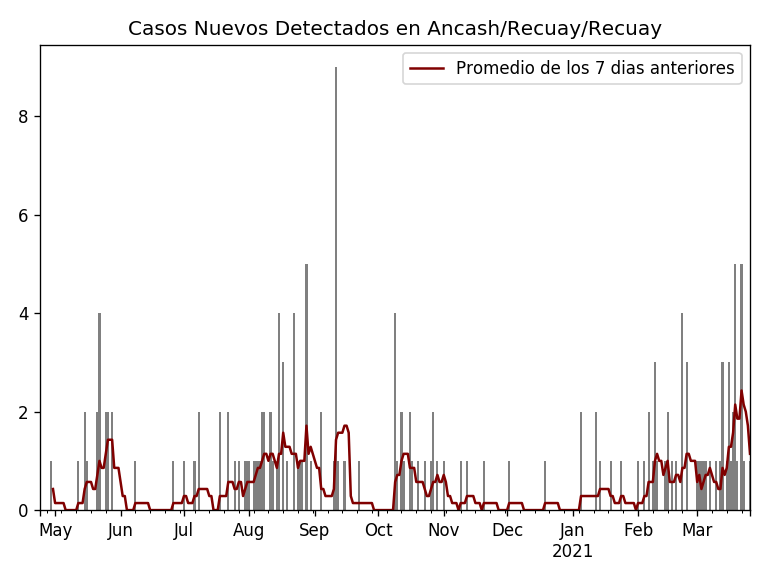 Casos Nuevos Detectados en Ancash/Recuay/Recuay
Promedio de los 7 dias anteriores
8
6
4
2
0
May Jun Jul Aug Sep Oct Nov Dec Jan Feb Mar
2021